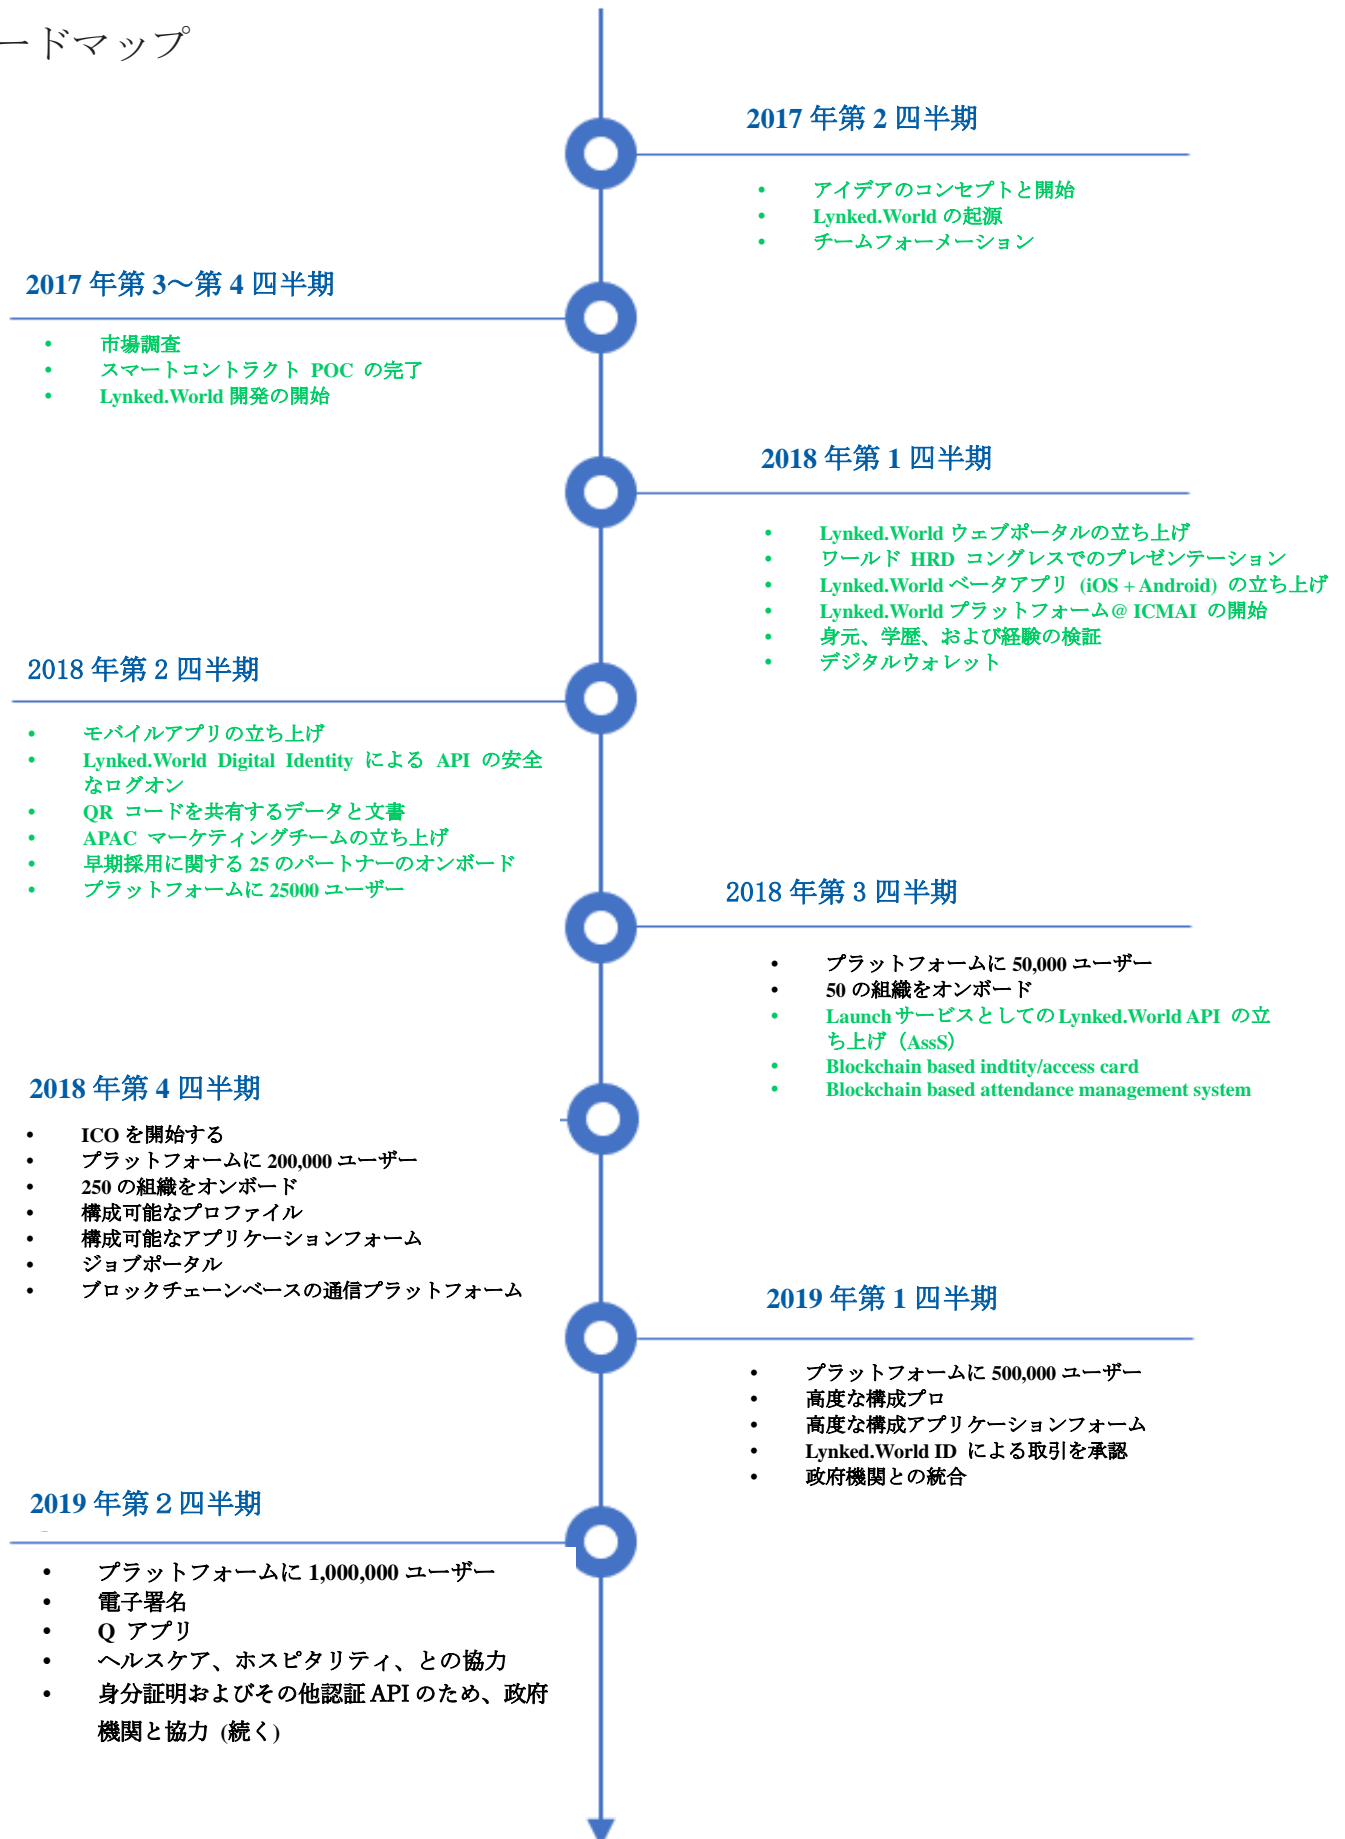 ードマップ
2017 年第 2 四半期
• アイデアのコンセプトと開始
• Lynked.World の起源
• チームフォーメーション
2017 年第 3～第 4 四半期
• 市場調査
• スマートコントラクト POC の完了
• Lynked.World 開発の開始
2018 年第 1 四半期
• Lynked.World ウェブポータルの立ち上げ
• ワールド HRD コングレスでのプレゼンテーション
• Lynked.World ベータアプリ (iOS + Android) の立ち上げ
• Lynked.World プラットフォーム@ ICMAI の開始
• 身元、学歴、および経験の検証
• デジタルウォレット
2018 年第 2 四半期
• モバイルアプリの立ち上げ
• Lynked.World Digital Identity による API の安全
なログオン
• QR コードを共有するデータと文書
• APAC マーケティングチームの立ち上げ
• 早期採用に関する 25 のパートナーのオンボード
• プラットフォームに 25000 ユーザー
2018 年第 3 四半期
• プラットフォームに 50,000 ユーザー
• 50 の組織をオンボード
• Launch サービスとしての Lynked.World API の立
ち上げ（AssS）
• Blockchain based indtity/access card
• Blockchain based attendance management system
2018 年第 4 四半期
• ICO を開始する
• プラットフォームに 200,000 ユーザー
• 250 の組織をオンボード
• 構成可能なプロファイル
• 構成可能なアプリケーションフォーム
• ジョブポータル
• ブロックチェーンベースの通信プラットフォーム
2019 年第 1 四半期
• プラットフォームに 500,000 ユーザー
• 高度な構成プロ
• 高度な構成アプリケーションフォーム
• Lynked.World ID による取引を承認
• 政府機関との統合
2019 年第２四半期
• プラットフォームに 1,000,000 ユーザー
• 電子署名
• Q アプリ
• ヘルスケア、ホスピタリティ、との協力
• 身分証明およびその他認証 API のため、政府
機関と協力 (続く)